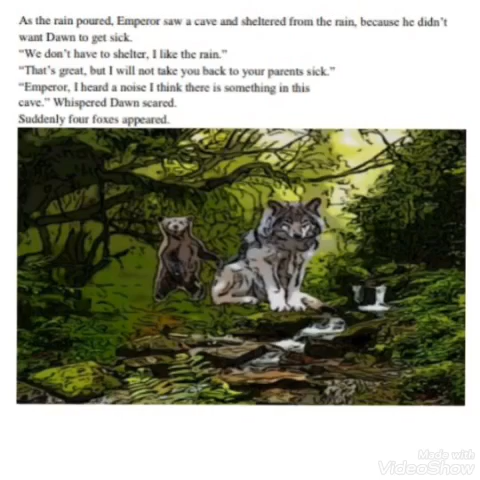 As the rain poured, Emperor saw a cave and sheltered from the rain, because he didn't
want Dawn to get sick.
"We don't have to shelter, I like the rain."
"That's great, but I will not take you back to your parents sick."
"Emperor, I heard a noise I think there is something in this
cave." Whispered Dawn scared.
Suddenly four foxes appeared.
Made with
VideoShow